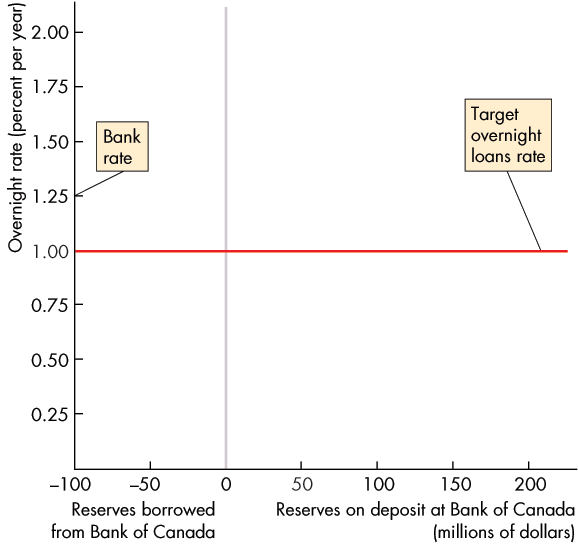 Overnight rate (percent per year)
2.00
1.75
1.50
1.25
1.00
0.75
0.50
0.25
Bank
rate
Target
overnight
loans rate
–100
–50
0
50
100
150
200
Reserves borrowed
from Bank of Canada
Reserves on deposit at Bank of Canada
(millions of dollars)